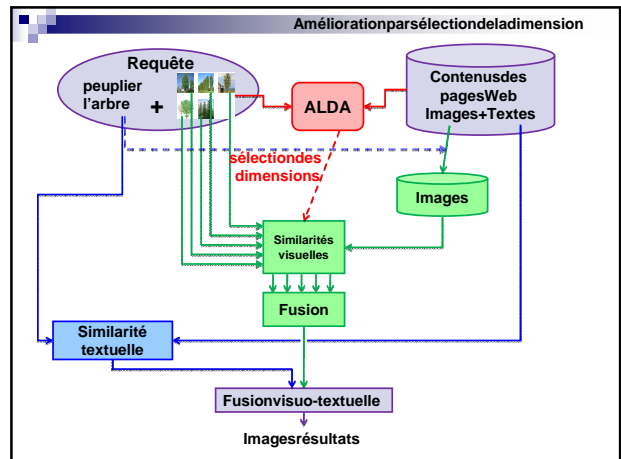 Améliorationparsélectiondeladimension
Requête
peuplier
l'arbre
+
ALDA
Contenusdes
pagesWeb
Images+Textes
sélectiondes
dimensions
Images
Similarités
visuelles
Fusion
Similarité
textuelle
Fusionvisuo-textuelle
Imagesrésultats